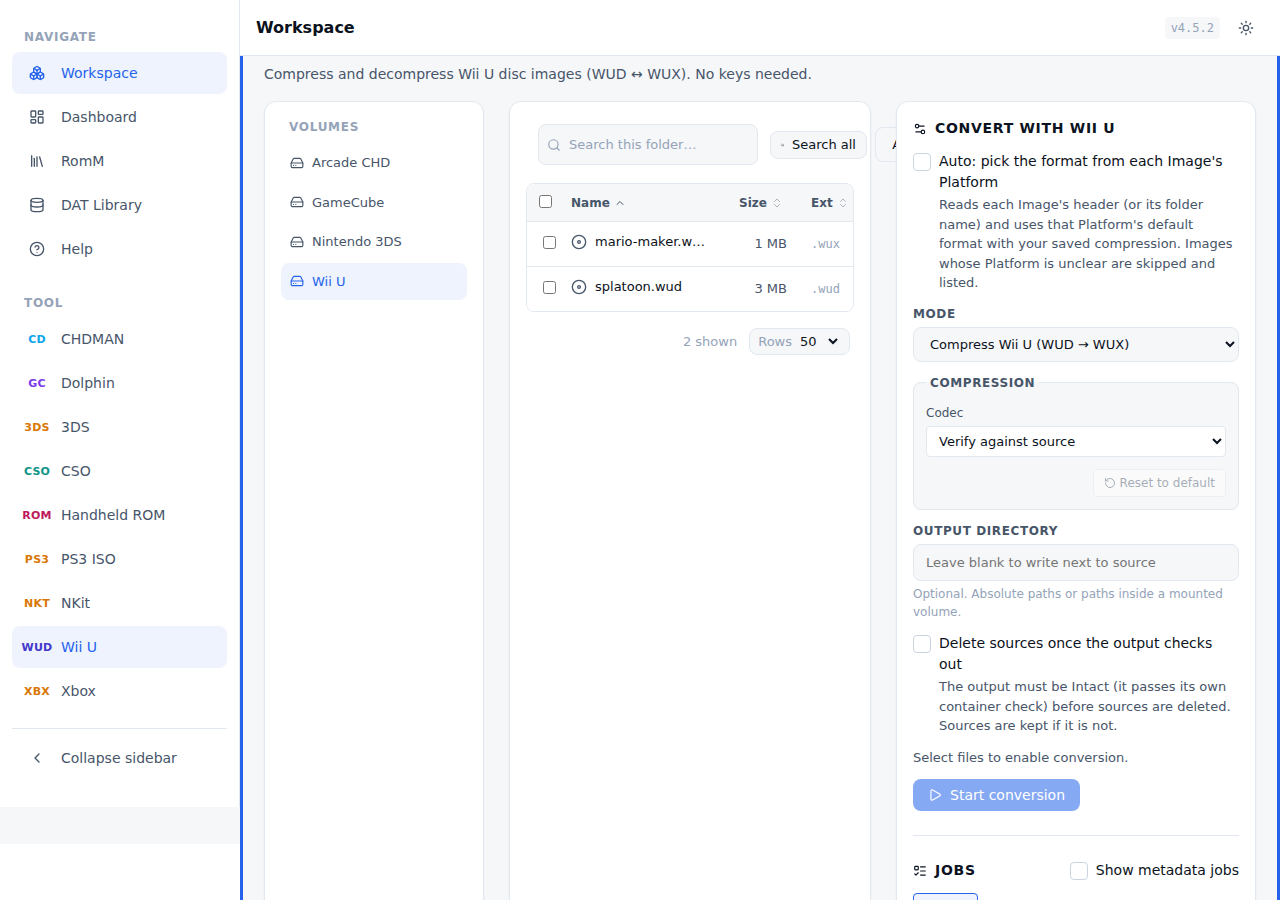 NAVIGATE
Workspace
Dashboard
RomM
DAT Library
Help
TOOL
CD CHDMAN
GC Dolphin
3DS 3DS
CSO CSO
ROM Handheld ROM
PS3 PS3 ISO
NKT NKit
WUD Wii U
XBX Xbox
Collapse sidebar
Workspace
v4.5.2
Compress and decompress Wii U disc images (WUD ↔ WUX). No keys needed.
VOLUMES
Arcade CHD
GameCube
Nintendo 3DS
Wii U
Search this folder…
Search all
Name Size Ext
mario-maker.w… 1 MB .wux
splatoon.wud 3 MB .wud
2 shown Rows 50
CONVERT WITH WII U
Auto: pick the format from each Image's
Platform
Reads each Image's header (or its folder
name) and uses that Platform's default
format with your saved compression. Images
whose Platform is unclear are skipped and
listed.
MODE
Compress Wii U (WUD → WUX)
COMPRESSION
Codec
Verify against source
Reset to default
OUTPUT DIRECTORY
Leave blank to write next to source
Optional. Absolute paths or paths inside a mounted
volume.
Delete sources once the output checks
out
The output must be Intact (it passes its own
container check) before sources are deleted.
Sources are kept if it is not.
Select files to enable conversion.
Start conversion
JOBS
Show metadata jobs